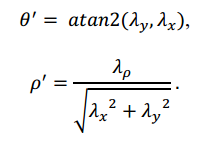 θ′ = atan2(λ_y, λ_x),
ρ′ = λ_ρ / √(λ_x² + λ_y²).